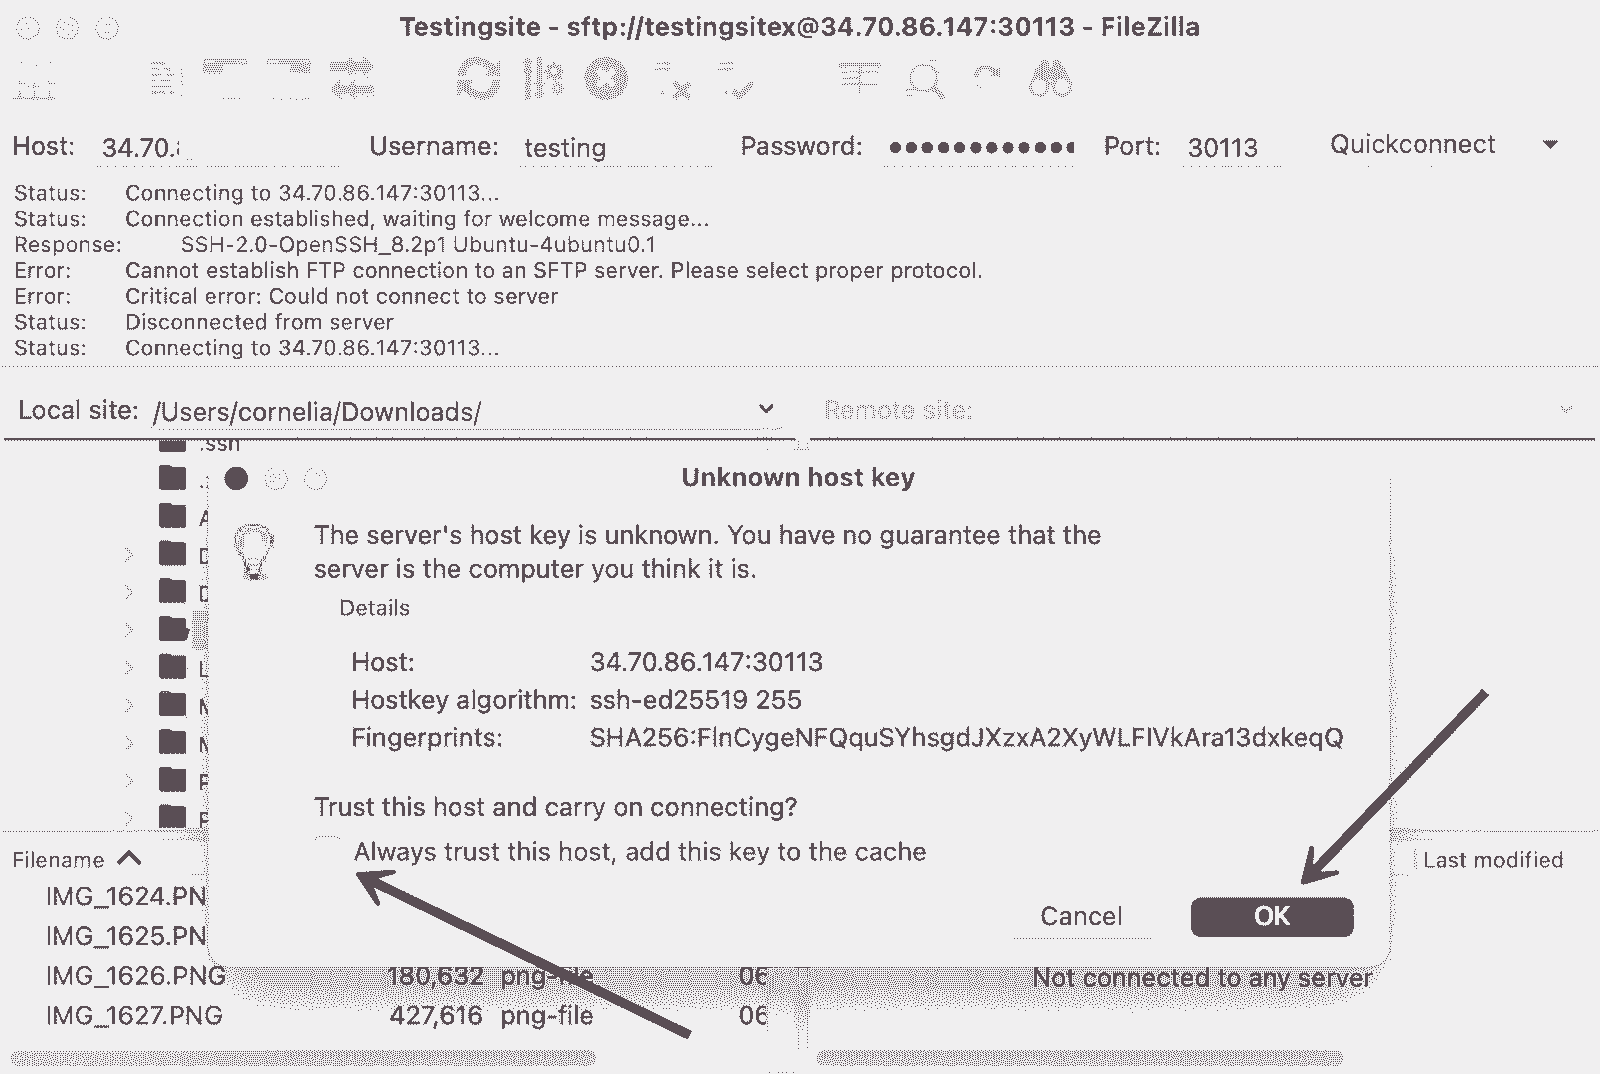 Testingsite - sftp://testingsitex@34.70.86.147:30113 - FileZilla
Host: 34.70. Username: testing Password: ●●●●●●●●●●●● Port: 30113 Quickconnect
Status: Connecting to 34.70.86.147:30113...
Status: Connection established, waiting for welcome message...
Response: SSH-2.0-OpenSSH_8.2p1 Ubuntu-4ubuntu0.1
Error: Cannot establish FTP connection to an SFTP server. Please select proper protocol.
Error: Critical error: Could not connect to server
Status: Disconnected from server
Status: Connecting to 34.70.86.147:30113...
Local site: /Users/cornelia/Downloads/ Remote site:
.ssh
Unknown host key
The server's host key is unknown. You have no guarantee that the
server is the computer you think it is.
Details
Host: 34.70.86.147:30113
Hostkey algorithm: ssh-ed25519 255
Fingerprints: SHA256:FlnCygeNFQquSYhsgdJXzxA2XyWLFIVkAra13dxkeqQ
Trust this host and carry on connecting?
Always trust this host, add this key to the cache
Cancel OK
Filename Last modified
IMG_1624.PN
IMG_1625.PN
IMG_1626.PNG 180,632 png-file 06
Not connected to any server
IMG_1627.PNG 427,616 png-file 06